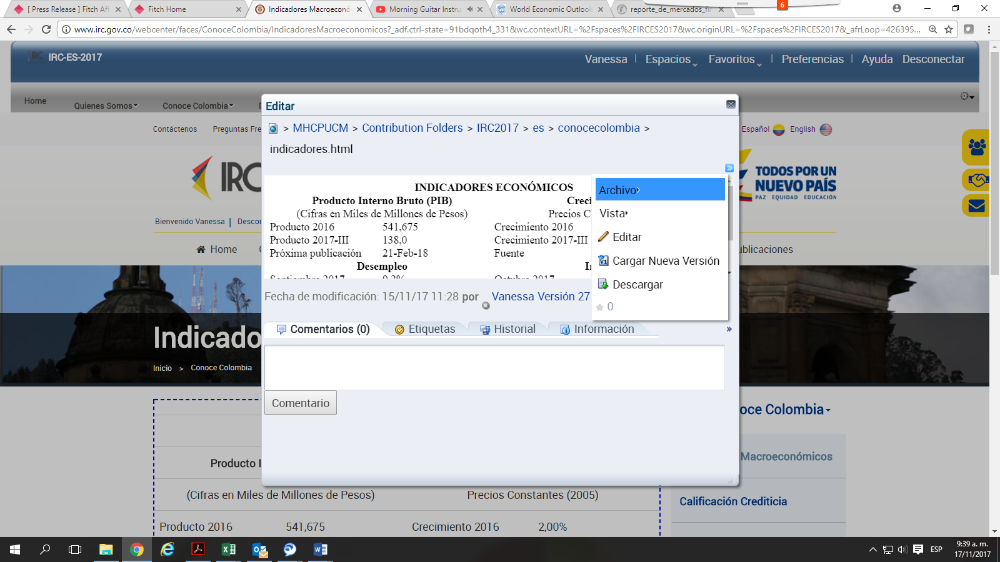 [ Press Release ] Fitch Aff
Fitch Home
Indicadores Macroeconó
Morning Guitar Instru
World Economic Outlook
reporte_de_mercados_fin
6
www.irc.gov.co/webcenter/faces/ConoceColombia/IndicadoresMacroeconomicos?_adf.ctrl-state=91bdqoth4_331&wc.contextURL=%2Fspaces%2FIRCES2017&wc.originURL=%2Fspaces%2FIRCES2017&_afrLoop=426395...
IRC IRC-ES-2017
Vanessa | Espacios Favoritos | Preferencias | Ayuda Desconectar
Home Quienes Somos Conoce Colombia
Contáctenos Preguntas Fre
Español English
IRC
TODOS POR UN
NUEVO PAÍS
PAZ EQUIDAD EDUCACIÓN
Bienvenido Vanessa | Descon
Home
ublicaciones
Editar
> MHCPUCM > Contribution Folders > IRC2017 > es > conocecolombia >
indicadores.html
INDICADORES ECONÓMICOS
Producto Interno Bruto (PIB) Creci
(Cifras en Miles de Millones de Pesos) Precios C
Producto 2016 541,675 Crecimiento 2016
Producto 2017-III 138,0 Crecimiento 2017-III
Próxima publicación 21-Feb-18 Fuente
Desempleo In
Septiembre 2017 9,2% Octubre 2017
Archivo
Vista
Editar
Cargar Nueva Versión
Descargar
0
Fecha de modificación: 15/11/17 11:28 por Vanessa Versión 27
Comentarios (0) Etiquetas Historial Información
Comentario
Indicado
Inicio > Conoce Colombia
oce Colombia
Macroeconómicos
Calificación Crediticia
Producto I
(Cifras en Miles de Millones de Pesos) Precios Constantes (2005)
Producto 2016 541,675 Crecimiento 2016 2,00%
ESP
9:39 a. m.
17/11/2017